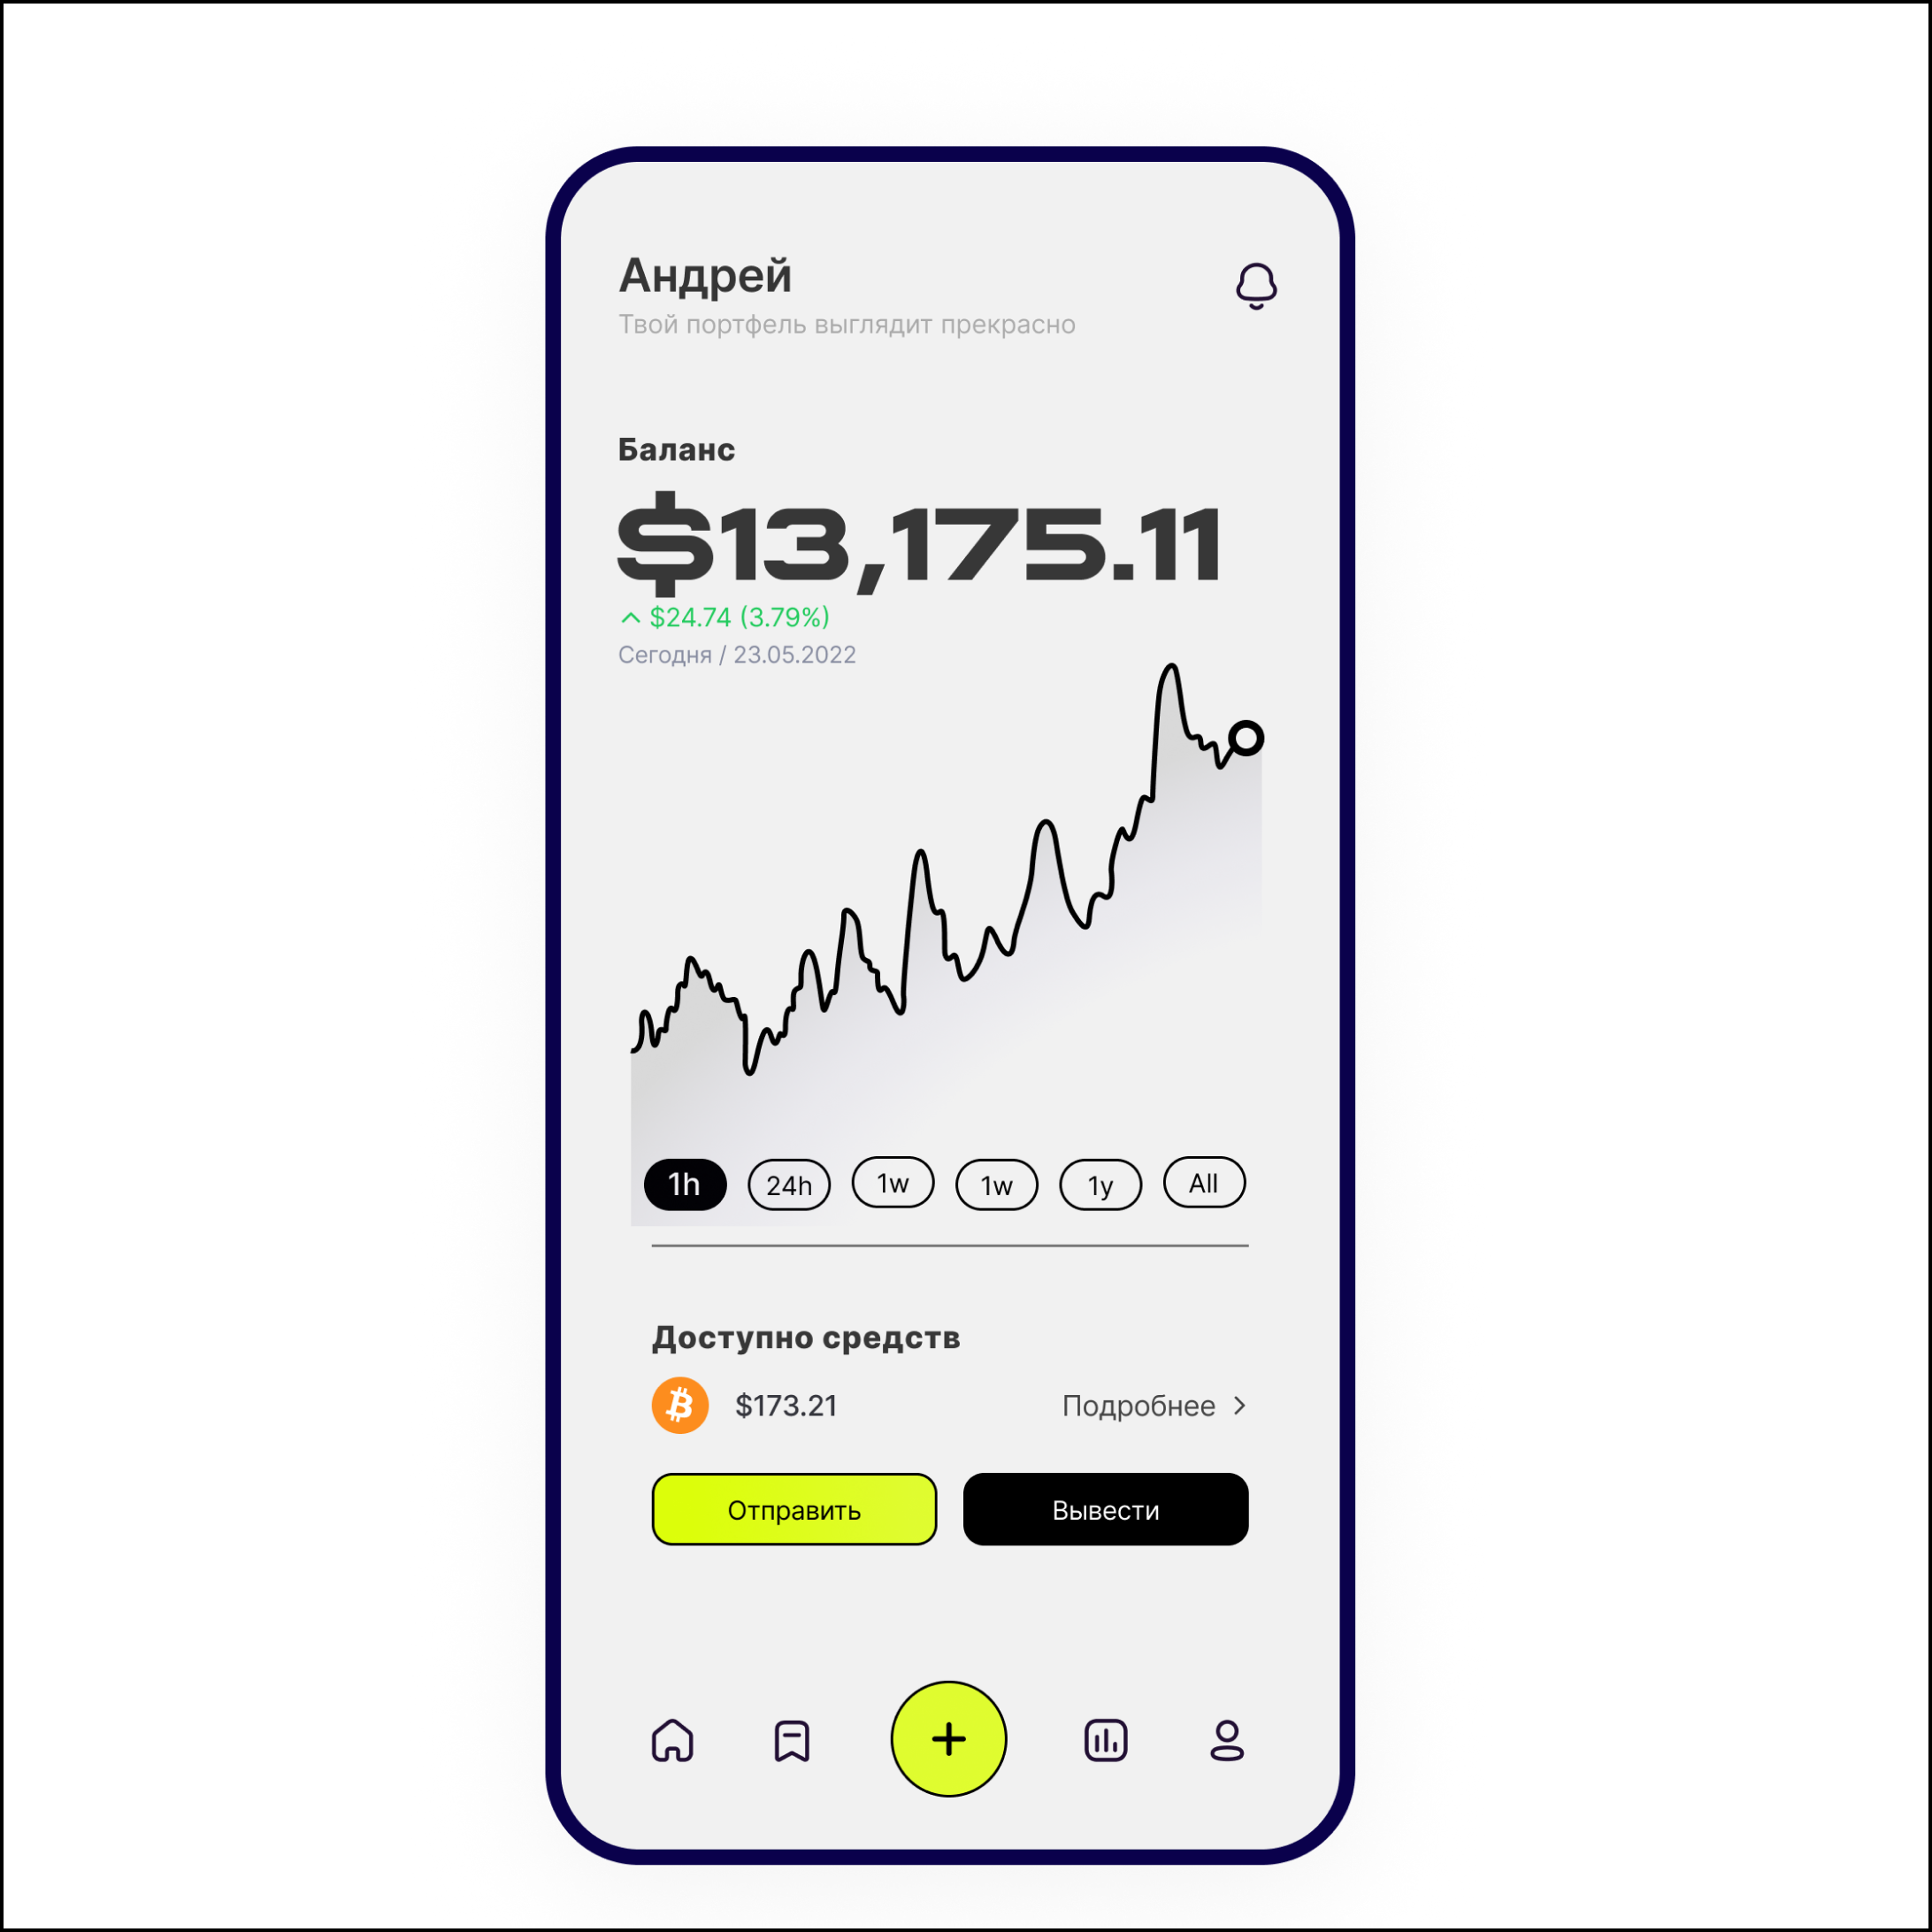 Андрей
Твой портфель выглядит прекрасно
Баланс
$13,175.11
$24.74 (3.79%)
Сегодня / 23.05.2022
1h 24h 1w 1w 1y All
Доступно средств
$173.21 Подробнее
Отправить Вывести